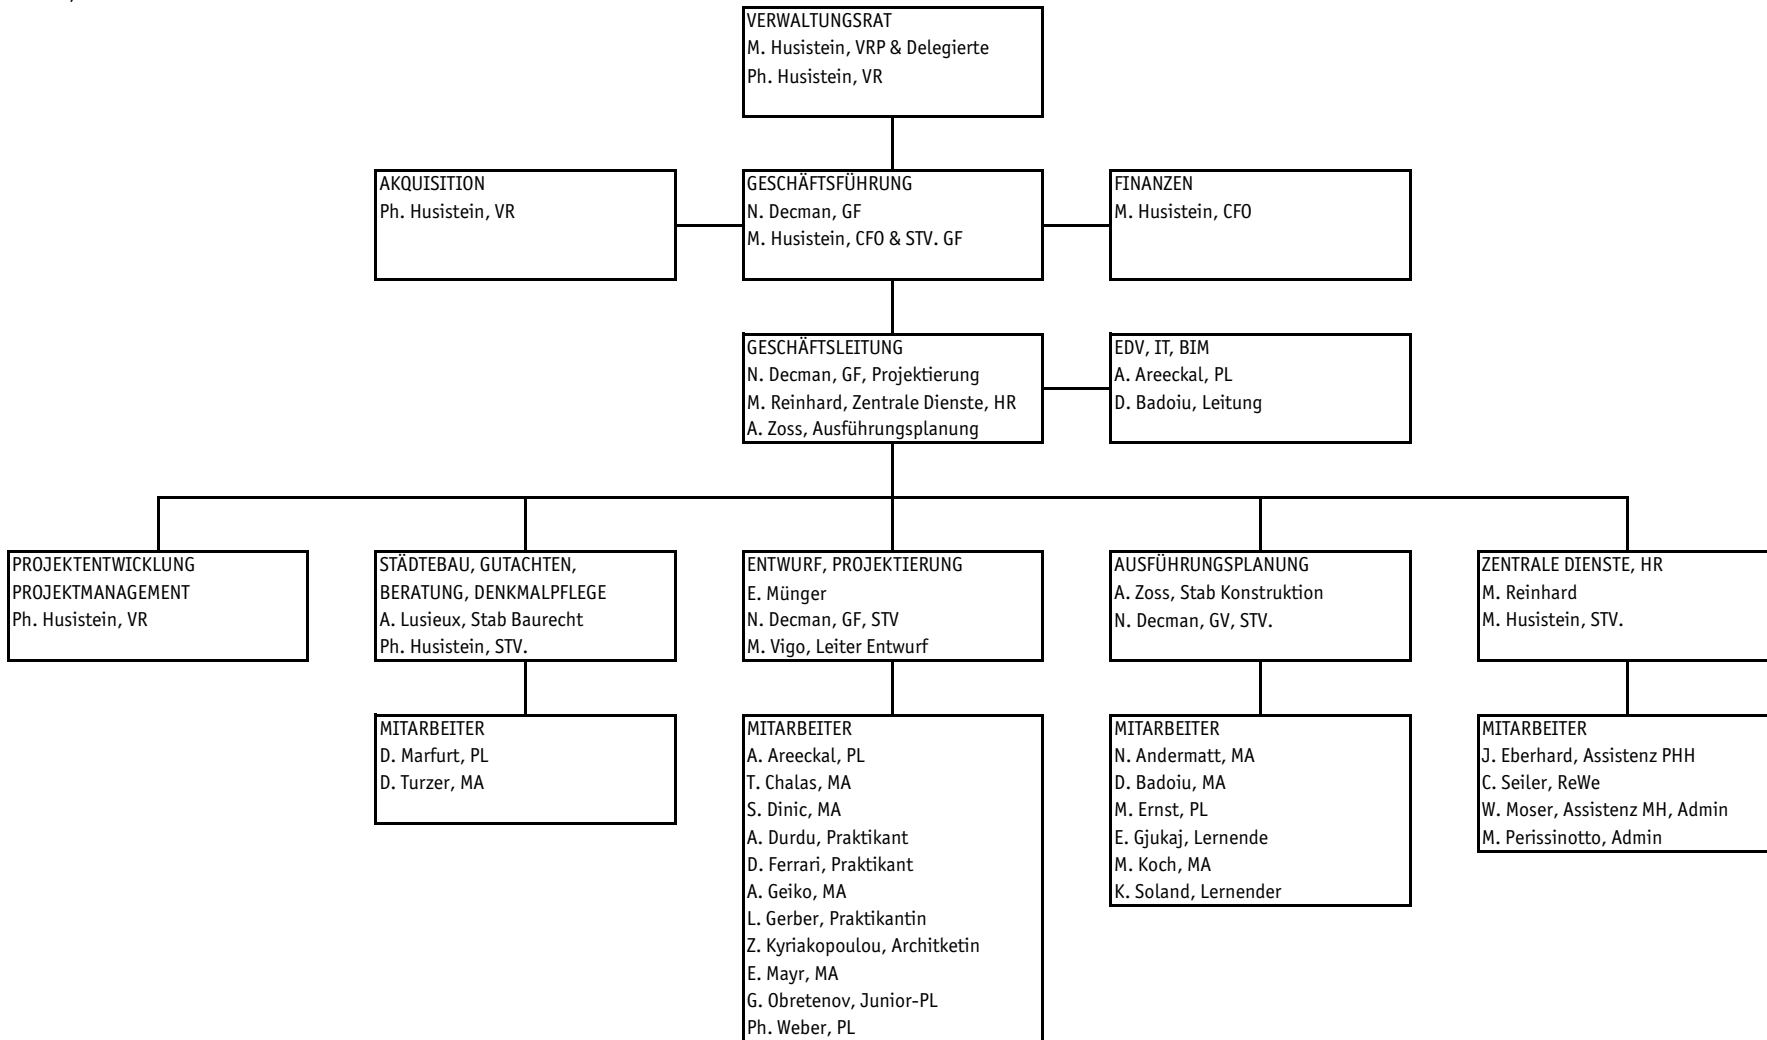 VERWALTUNGSRAT
M. Husistein, VRP & Delegierte
Ph. Husistein, VR
AKQUISITION
Ph. Husistein, VR
GESCHÄFTSFÜHRUNG
N. Decman, GF
M. Husistein, CFO & STV. GF
FINANZEN
M. Husistein, CFO
GESCHÄFTSLEITUNG
N. Decman, GF, Projektierung
M. Reinhard, Zentrale Dienste, HR
A. Zoss, Ausführungsplanung
EDV, IT, BIM
A. Areeckal, PL
D. Badoiu, Leitung
PROJEKTENTWICKLUNG
PROJEKTMANAGEMENT
Ph. Husistein, VR
STÄDTEBAU, GUTACHTEN,
BERATUNG, DENKMALPFLEGE
A. Lusieux, Stab Baurecht
Ph. Husistein, STV.
ENTWURF, PROJEKTIERUNG
E. Münger
N. Decman, GF, STV
M. Vigo, Leiter Entwurf
AUSFÜHRUNGSPLANUNG
A. Zoss, Stab Konstruktion
N. Decman, GV, STV.
ZENTRALE DIENSTE, HR
M. Reinhard
M. Husistein, STV.
MITARBEITER
D. Marfurt, PL
D. Turzer, MA
MITARBEITER
A. Areeckal, PL
T. Chalas, MA
S. Dinic, MA
A. Durdu, Praktikant
D. Ferrari, Praktikant
A. Geiko, MA
L. Gerber, Praktikantin
Z. Kyriakopoulou, Architketin
E. Mayr, MA
G. Obretenov, Junior-PL
Ph. Weber, PL
MITARBEITER
N. Andermatt, MA
D. Badoiu, MA
M. Ernst, PL
E. Gjukaj, Lernende
M. Koch, MA
K. Soland, Lernender
MITARBEITER
J. Eberhard, Assistenz PHH
C. Seiler, ReWe
W. Moser, Assistenz MH, Admin
M. Perissinotto, Admin